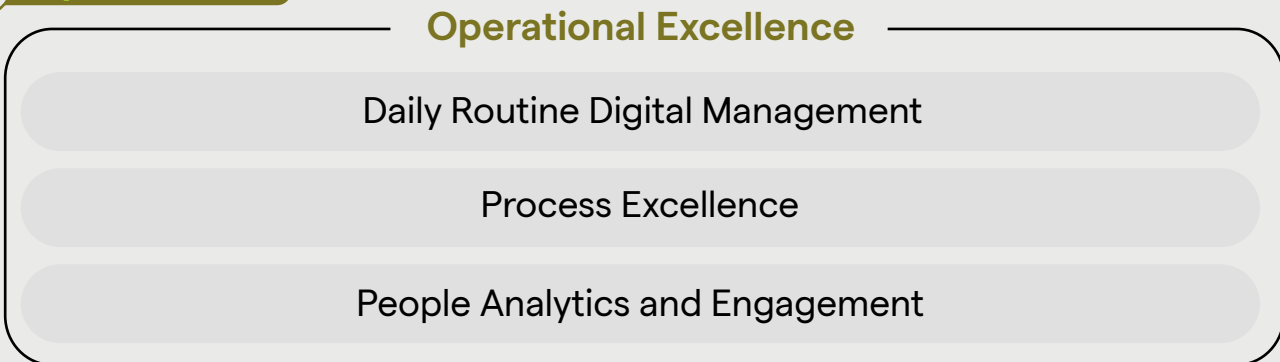 Operational Excellence
Daily Routine Digital Management
Process Excellence
People Analytics and Engagement